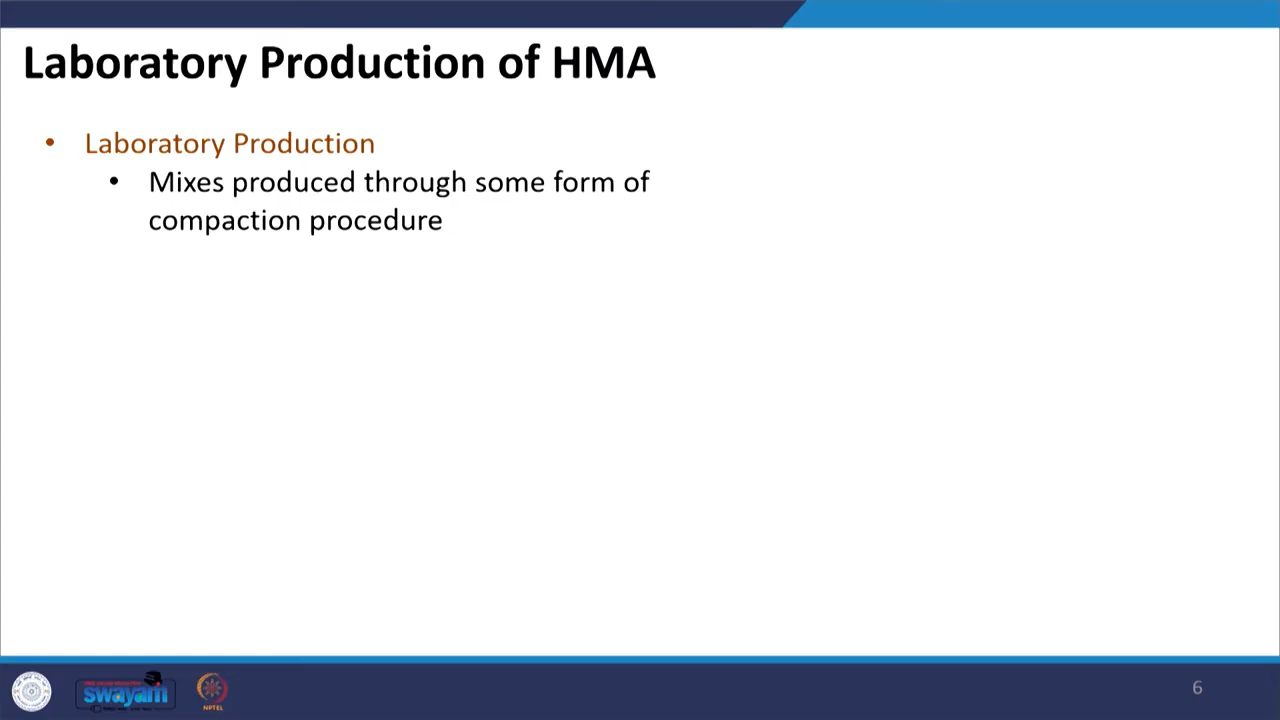 Laboratory Production of HMA
• Laboratory Production
• Mixes produced through some form of
compaction procedure
swayam
NPTEL
6